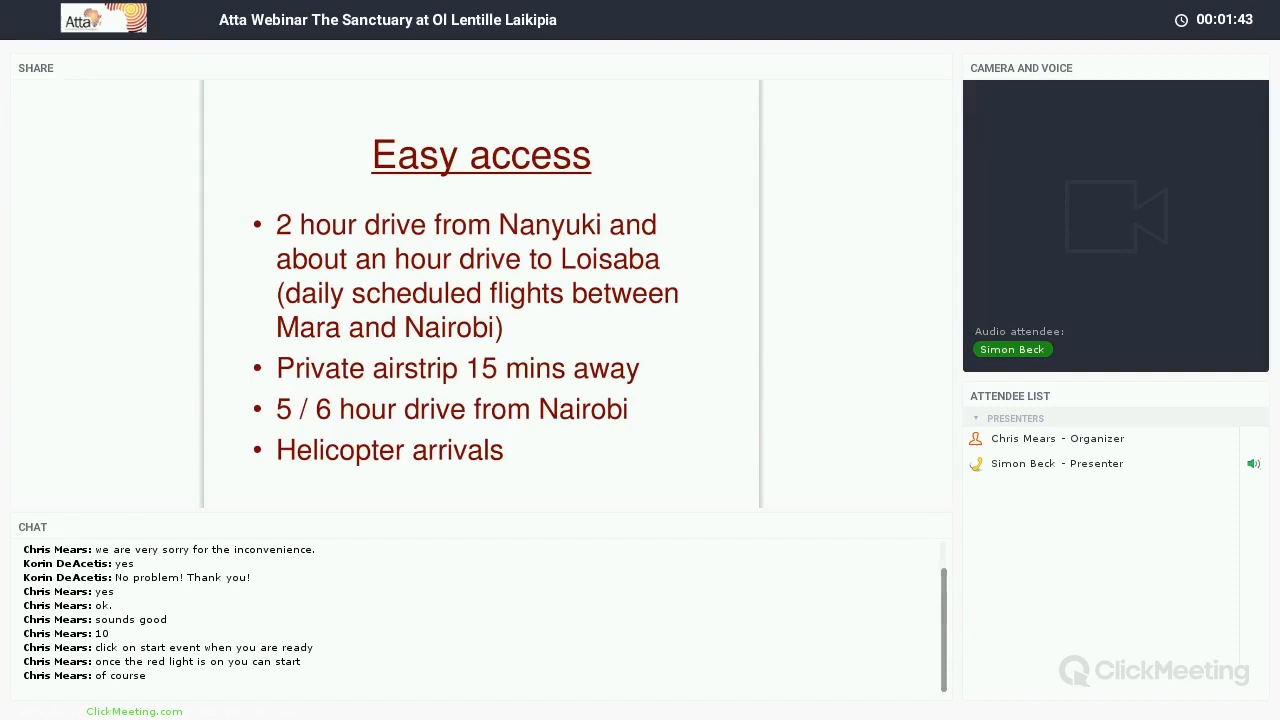 Atta
Atta Webinar The Sanctuary at Ol Lentille Laikipia
00:01:43
SHARE
Easy access
• 2 hour drive from Nanyuki and
about an hour drive to Loisaba
(daily scheduled flights between
Mara and Nairobi)
• Private airstrip 15 mins away
• 5 / 6 hour drive from Nairobi
• Helicopter arrivals
CHAT
Chris Mears: we are very sorry for the inconvenience.
Korin DeAcetis: yes
Korin DeAcetis: No problem! Thank you!
Chris Mears: yes
Chris Mears: ok.
Chris Mears: sounds good
Chris Mears: 10
Chris Mears: click on start event when you are ready
Chris Mears: once the red light is on you can start
Chris Mears: of course
CAMERA AND VOICE
Audio attendee:
Simon Beck
ATTENDEE LIST
PRESENTERS
Chris Mears - Organizer
Simon Beck - Presenter
ClickMeeting
ClickMeeting.com